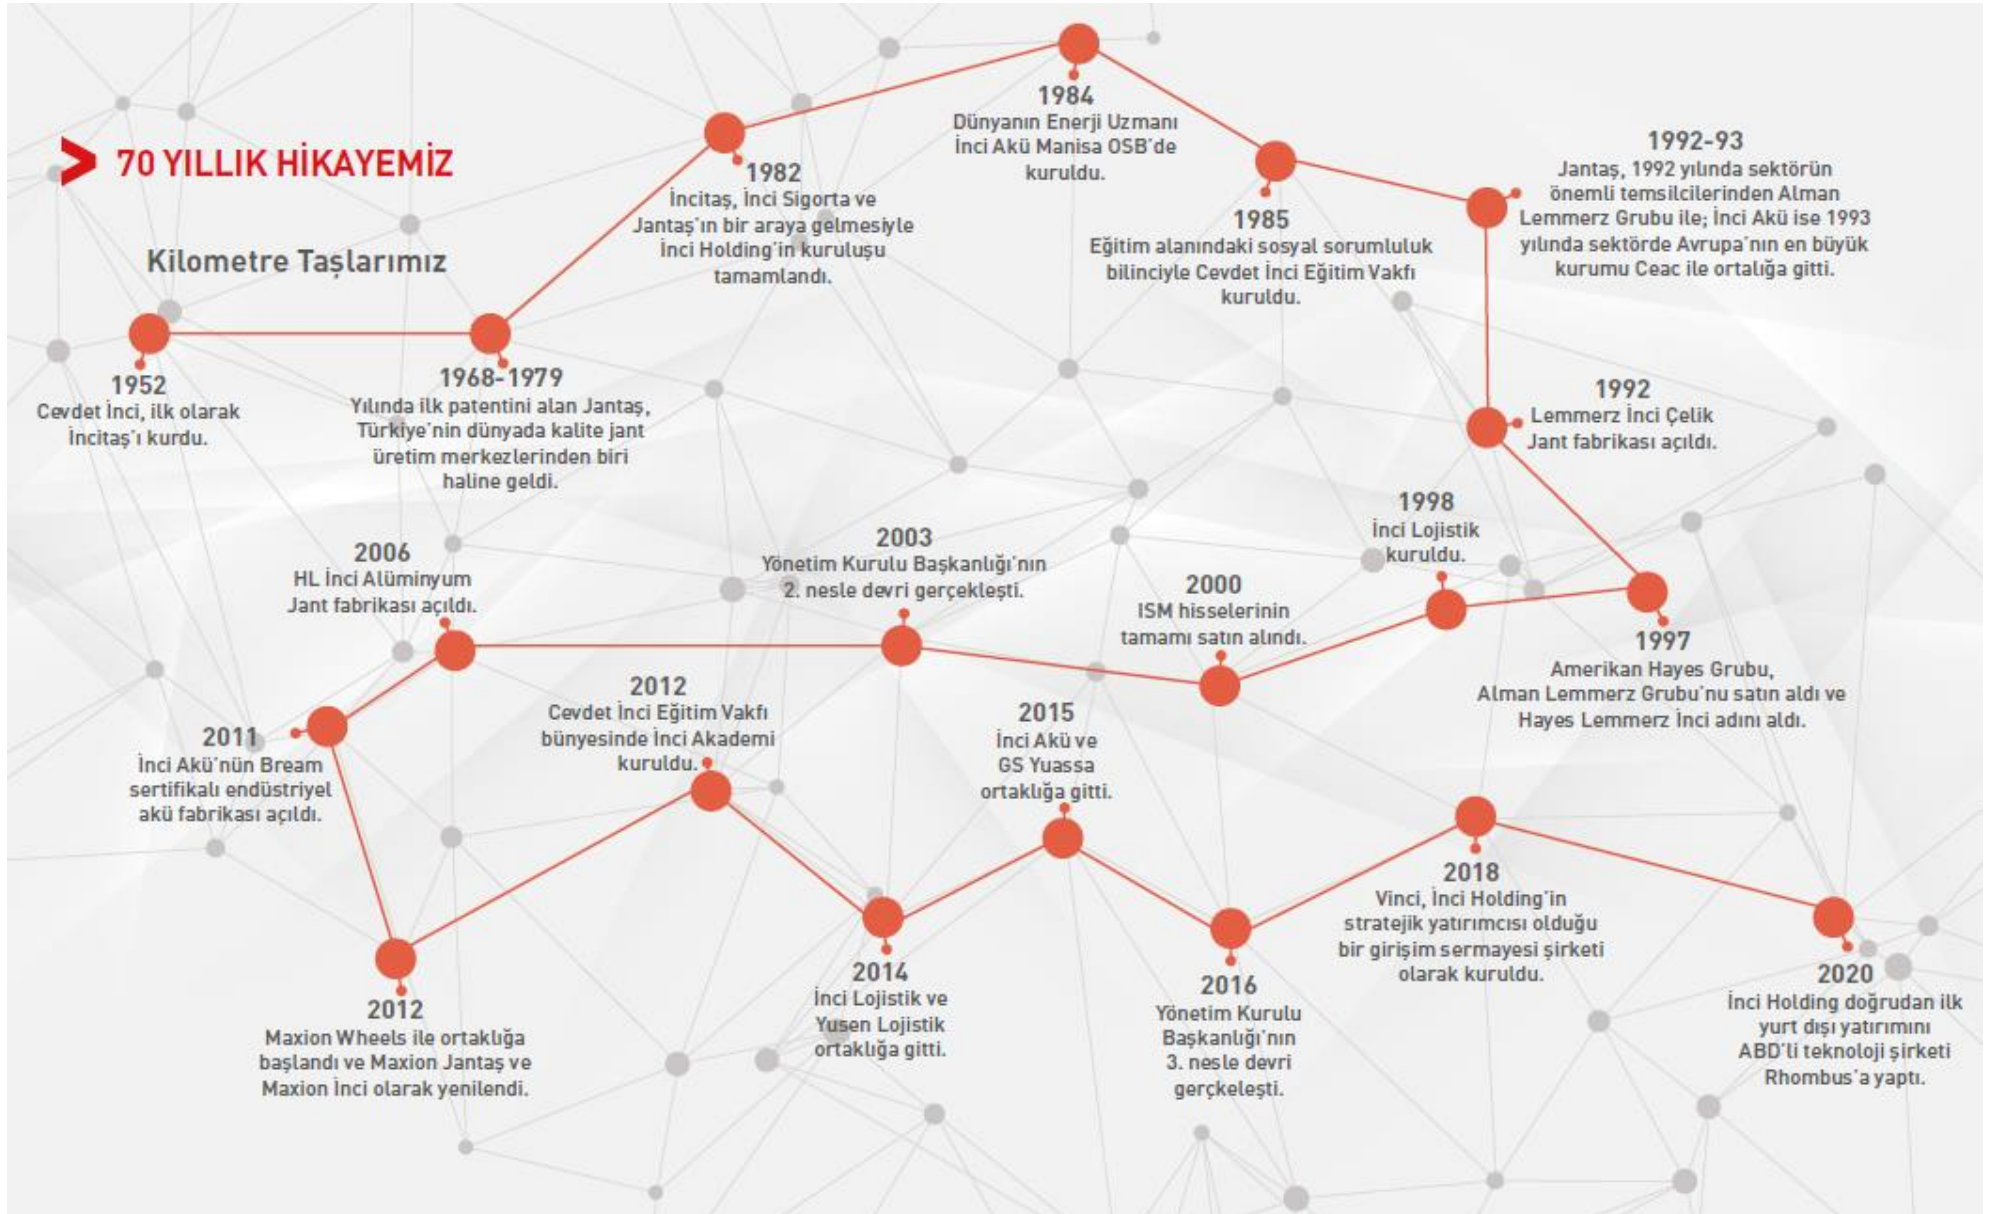 70 YILLIK HİKAYEMİZ
Kilometre Taşlarımız
1952
Cevdet İnci, ilk olarak
İncitaş'ı kurdu.
1968-1979
Yılında ilk patentini alan Jantaş,
Türkiye'nin dünyada kalite jant
üretim merkezlerinden biri
haline geldi.
1982
İncitaş, İnci Sigorta ve
Jantaş'ın bir araya gelmesiyle
İnci Holding'in kuruluşu
tamamlandı.
1984
Dünyanın Enerji Uzmanı
İnci Akü Manisa OSB'de
kuruldu.
1985
Eğitim alanındaki sosyal sorumluluk
bilinciyle Cevdet İnci Eğitim Vakfı
kuruldu.
1992-93
Jantaş, 1992 yılında sektörün
önemli temsilcilerinden Alman
Lemmerz Grubu ile; İnci Akü ise 1993
yılında sektörde Avrupa'nın en büyük
kurumu Ceac ile ortalığa gitti.
1992
Lemmerz İnci Çelik
Jant fabrikası açıldı.
1997
Amerikan Hayes Grubu,
Alman Lemmerz Grubu'nu satın aldı ve
Hayes Lemmerz İnci adını aldı.
1998
İnci Lojistik
kuruldu.
2000
ISM hisselerinin
tamamı satın alındı.
2003
Yönetim Kurulu Başkanlığı'nın
2. nesle devri gerçekleşti.
2006
HL İnci Alüminyum
Jant fabrikası açıldı.
2011
İnci Akü'nün Bream
sertifikalı endüstriyel
akü fabrikası açıldı.
2012
Maxion Wheels ile ortaklığa
başlandı ve Maxion Jantaş ve
Maxion İnci olarak yenilendi.
2012
Cevdet İnci Eğitim Vakfı
bünyesinde İnci Akademi
kuruldu.
2014
İnci Lojistik ve
Yusen Lojistik
ortaklığa gitti.
2015
İnci Akü ve
GS Yuassa
ortaklığa gitti.
2016
Yönetim Kurulu
Başkanlığı'nın
3. nesle devri
gerçkeleşti.
2018
Vinci, İnci Holding'in
stratejik yatırımcısı olduğu
bir girişim sermayesi şirketi
olarak kuruldu.
2020
İnci Holding doğrudan ilk
yurt dışı yatırımını
ABD'li teknoloji şirketi
Rhombus'a yaptı.